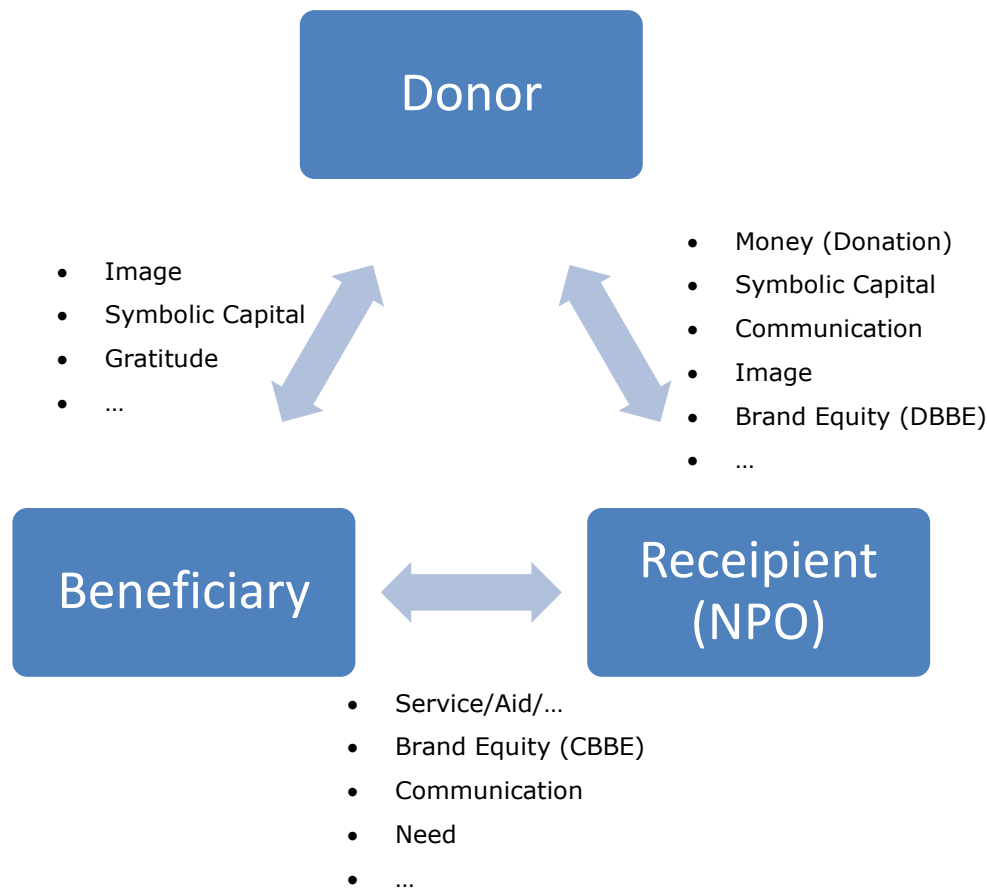 Donor
• Image
• Symbolic Capital
• Gratitude
• …
• Money (Donation)
• Symbolic Capital
• Communication
• Image
• Brand Equity (DBBE)
• …
Beneficiary
Receipient
(NPO)
• Service/Aid/…
• Brand Equity (CBBE)
• Communication
• Need
• …